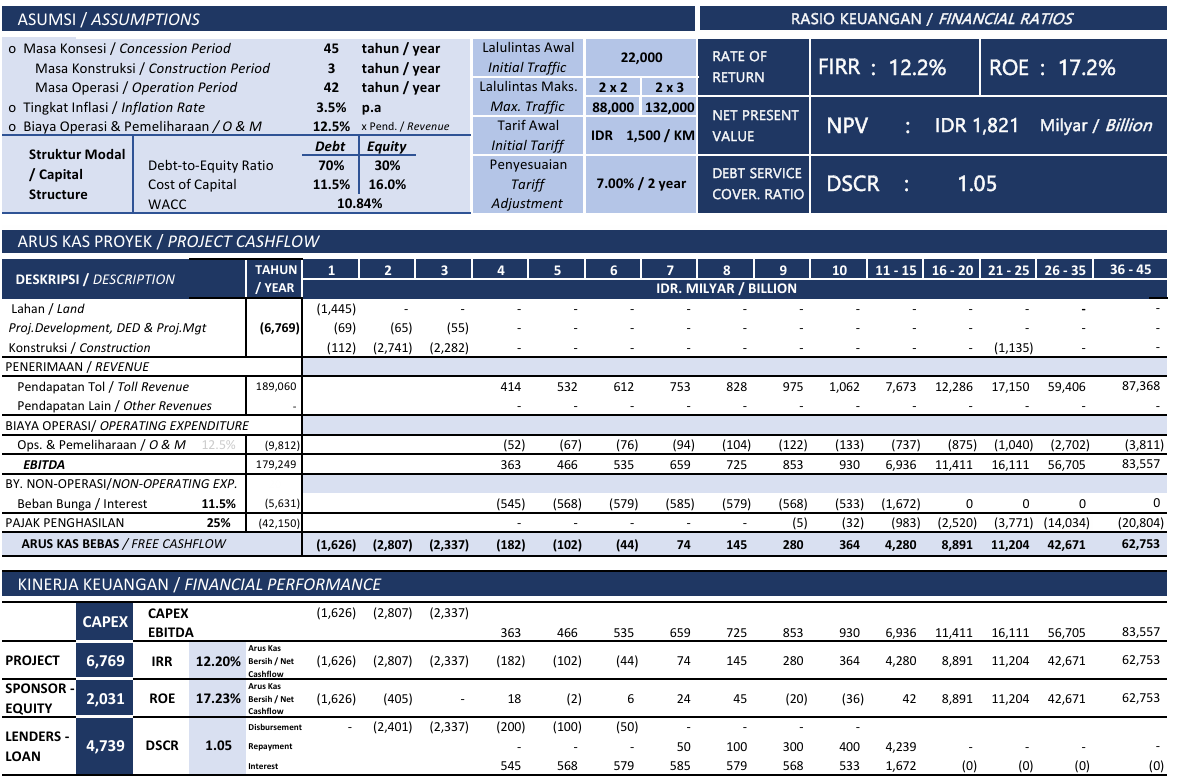 ASUMSI / ASSUMPTIONS
RASIO KEUANGAN / FINANCIAL RATIOS
o Masa Konsesi / Concession Period 45 tahun / year
Masa Konstruksi / Construction Period 3 tahun / year
Masa Operasi / Operation Period 42 tahun / year
o Tingkat Inflasi / Inflation Rate 3.5% p.a
o Biaya Operasi & Pemeliharaan / O & M 12.5% x Pend. / Revenue
Struktur Modal / Capital Structure
Debt Equity
Debt-to-Equity Ratio 70% 30%
Cost of Capital 11.5% 16.0%
WACC 10.84%
Lalulintas Awal
Initial Traffic
22,000
Lalulintas Maks.
Max. Traffic
2 x 2 2 x 3
88,000 132,000
Tarif Awal
Initial Tariff
IDR 1,500 / KM
Penyesuaian
Tariff
Adjustment
7.00% / 2 year
RATE OF
RETURN
FIRR : 12.2% ROE : 17.2%
NET PRESENT
VALUE
NPV : IDR 1,821 Milyar / Billion
DEBT SERVICE
COVER. RATIO
DSCR : 1.05
ARUS KAS PROYEK / PROJECT CASHFLOW
DESKRIPSI / DESCRIPTION TAHUN / YEAR 1 2 3 4 5 6 7 8 9 10 11 - 15 16 - 20 21 - 25 26 - 35 36 - 45
IDR. MILYAR / BILLION
Lahan / Land (1,445) - - - - - - - - - - - - - -
Proj.Development, DED & Proj.Mgt (6,769) (69) (65) (55) - - - - - - - - - - - -
Konstruksi / Construction (112) (2,741) (2,282) - - - - - - - - - (1,135) - -
PENERIMAAN / REVENUE
Pendapatan Tol / Toll Revenue 189,060 414 532 612 753 828 975 1,062 7,673 12,286 17,150 59,406 87,368
Pendapatan Lain / Other Revenues - - - - - - - - - - - - -
BIAYA OPERASI/ OPERATING EXPENDITURE
Ops. & Pemeliharaan / O & M 12.5% (9,812) (52) (67) (76) (94) (104) (122) (133) (737) (875) (1,040) (2,702) (3,811)
EBITDA 179,249 363 466 535 659 725 853 930 6,936 11,411 16,111 56,705 83,557
BY. NON-OPERASI/NON-OPERATING EXP.
Beban Bunga / Interest 11.5% (5,631) (545) (568) (579) (585) (579) (568) (533) (1,672) 0 0 0 0
PAJAK PENGHASILAN 25% (42,150) - - - - - (5) (32) (983) (2,520) (3,771) (14,034) (20,804)
ARUS KAS BEBAS / FREE CASHFLOW (1,626) (2,807) (2,337) (182) (102) (44) 74 145 280 364 4,280 8,891 11,204 42,671 62,753
KINERJA KEUANGAN / FINANCIAL PERFORMANCE
CAPEX
CAPEX (1,626) (2,807) (2,337)
EBITDA 363 466 535 659 725 853 930 6,936 11,411 16,111 56,705 83,557
PROJECT 6,769 IRR 12.20% Arus Kas Bersih / Net Cashflow (1,626) (2,807) (2,337) (182) (102) (44) 74 145 280 364 4,280 8,891 11,204 42,671 62,753
SPONSOR - EQUITY 2,031 ROE 17.23% Arus Kas Bersih / Net Cashflow (1,626) (405) - 18 (2) 6 24 45 (20) (36) 42 8,891 11,204 42,671 62,753
LENDERS - LOAN 4,739 DSCR 1.05
Disbursement - (2,401) (2,337) (200) (100) (50) - - - -
Repayment - - - 50 100 300 400 4,239 - - - -
Interest 545 568 579 585 579 568 533 1,672 (0) (0) (0) (0)